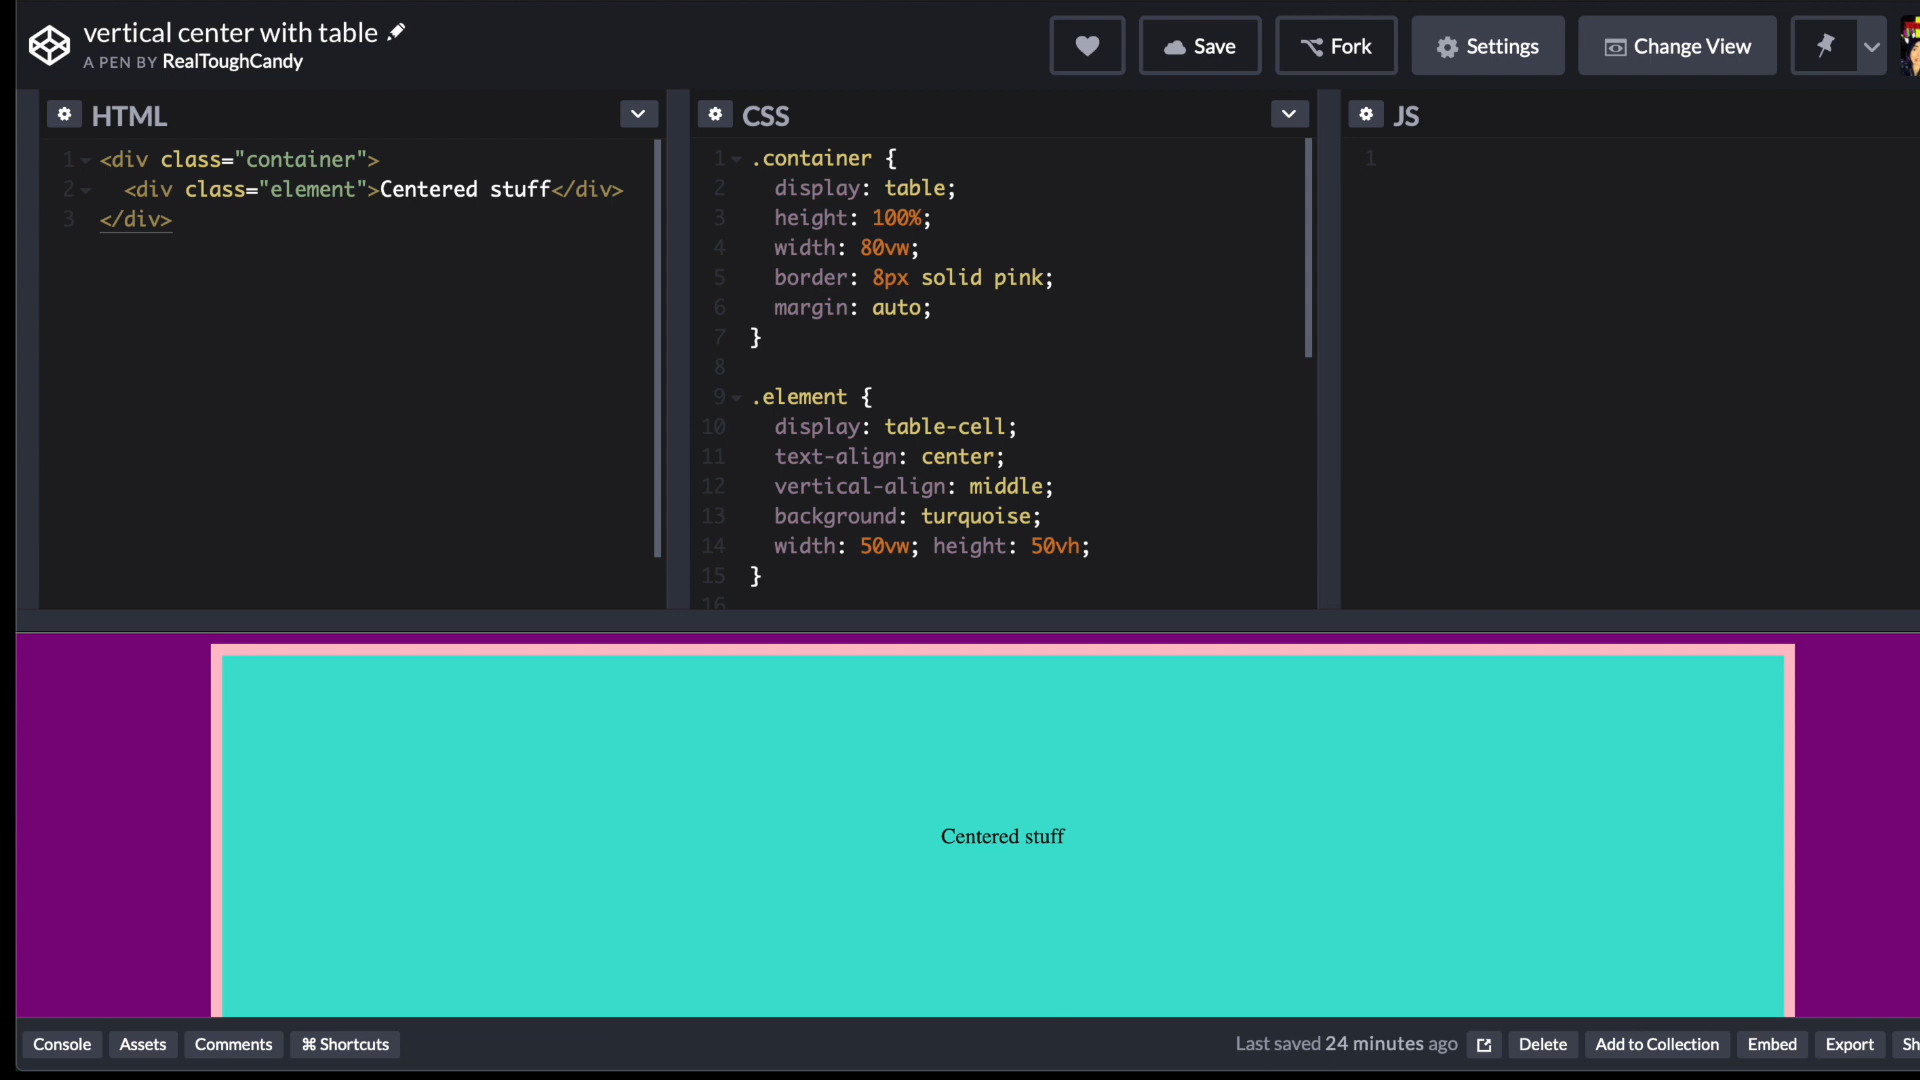 vertical center with table
A PEN BY RealToughCandy
Save
Fork
Settings
Change View
HTML
1 <div class="container">
2 <div class="element">Centered stuff</div>
3 </div>
CSS
1 .container {
2 display: table;
3 height: 100%;
4 width: 80vw;
5 border: 8px solid pink;
6 margin: auto;
7 }
8
9 .element {
10 display: table-cell;
11 text-align: center;
12 vertical-align: middle;
13 background: turquoise;
14 width: 50vw; height: 50vh;
15 }
16
JS
1
Centered stuff
Console Assets Comments ⌘ Shortcuts Last saved 24 minutes ago Delete Add to Collection Embed Export Sh